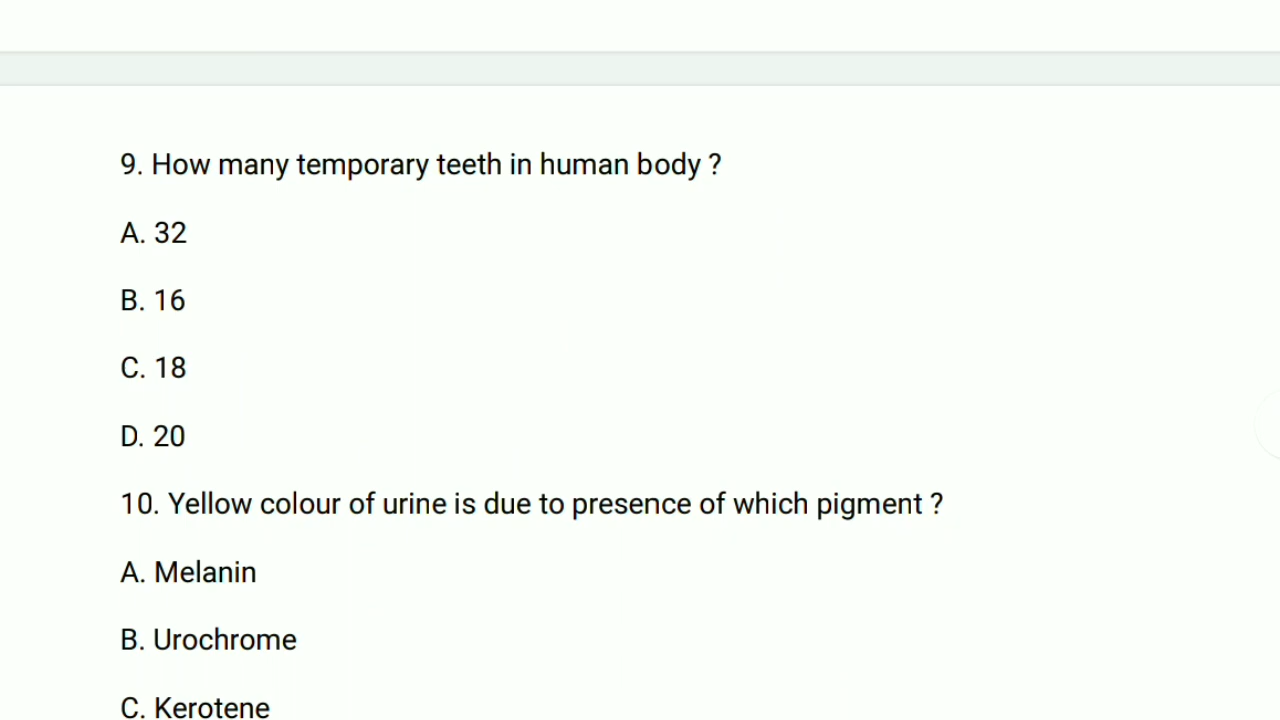 9. How many temporary teeth in human body ?
A. 32
B. 16
C. 18
D. 20
10. Yellow colour of urine is due to presence of which pigment ?
A. Melanin
B. Urochrome
C. Kerotene